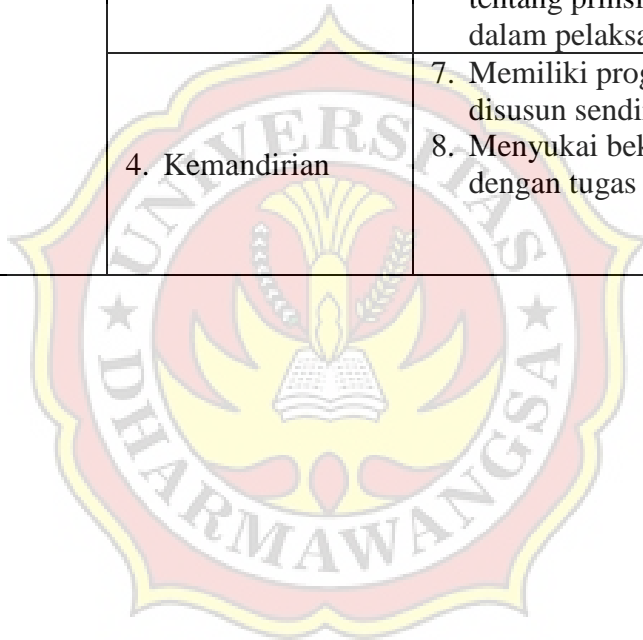 tentang prinsi
dalam pelaksa
4. Kemandirian
7. Memiliki prog
disusun sendi
8. Menyukai bek
dengan tugas
UNIVERSITAS
DHARMAWANGSA